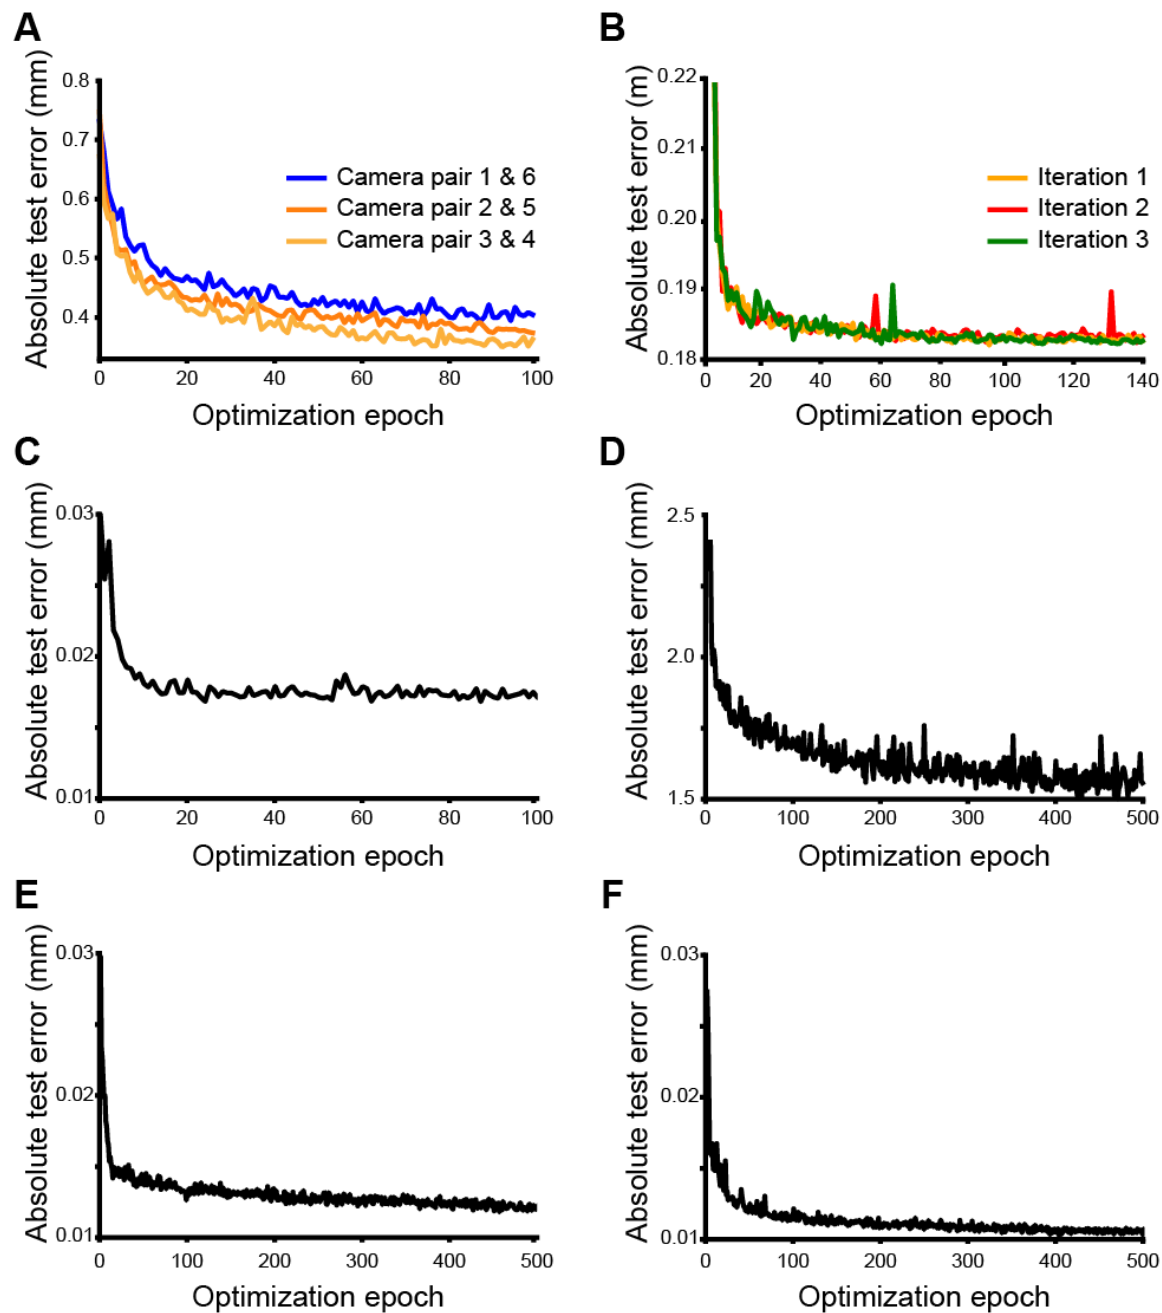 A
Absolute test error (mm)
0.8
0.7
0.6
0.5
0.4
Camera pair 1 & 6
Camera pair 2 & 5
Camera pair 3 & 4
0 20 40 60 80 100
Optimization epoch
B
Absolute test error (m)
0.22
0.21
0.20
0.19
0.18
Iteration 1
Iteration 2
Iteration 3
0 20 40 60 80 100 120 140
Optimization epoch
C
Absolute test error (mm)
0.03
0.02
0.01
0 20 40 60 80 100
Optimization epoch
D
Absolute test error (mm)
2.5
2.0
1.5
0 100 200 300 400 500
Optimization epoch
E
Absolute test error (mm)
0.03
0.02
0.01
0 100 200 300 400 500
Optimization epoch
F
Absolute test error (mm)
0.03
0.02
0.01
0 100 200 300 400 500
Optimization epoch